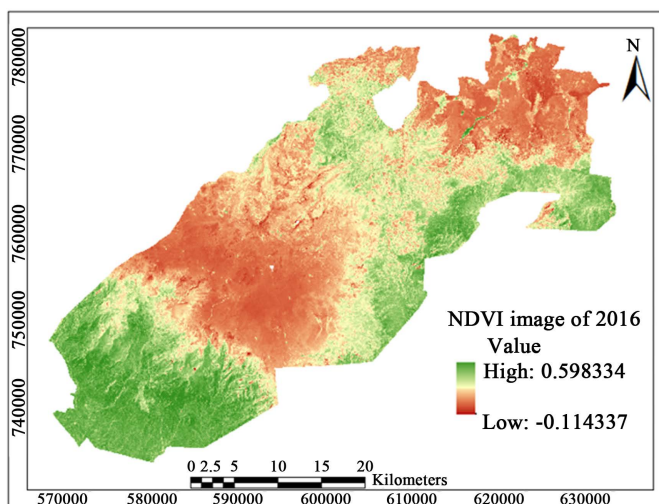 N
780000
770000
760000
750000
740000
NDVI image of 2016
Value
High: 0.598334
Low: -0.114337
0 2.5 5 10 15 20
Kilometers
570000 580000 590000 600000 610000 620000 630000